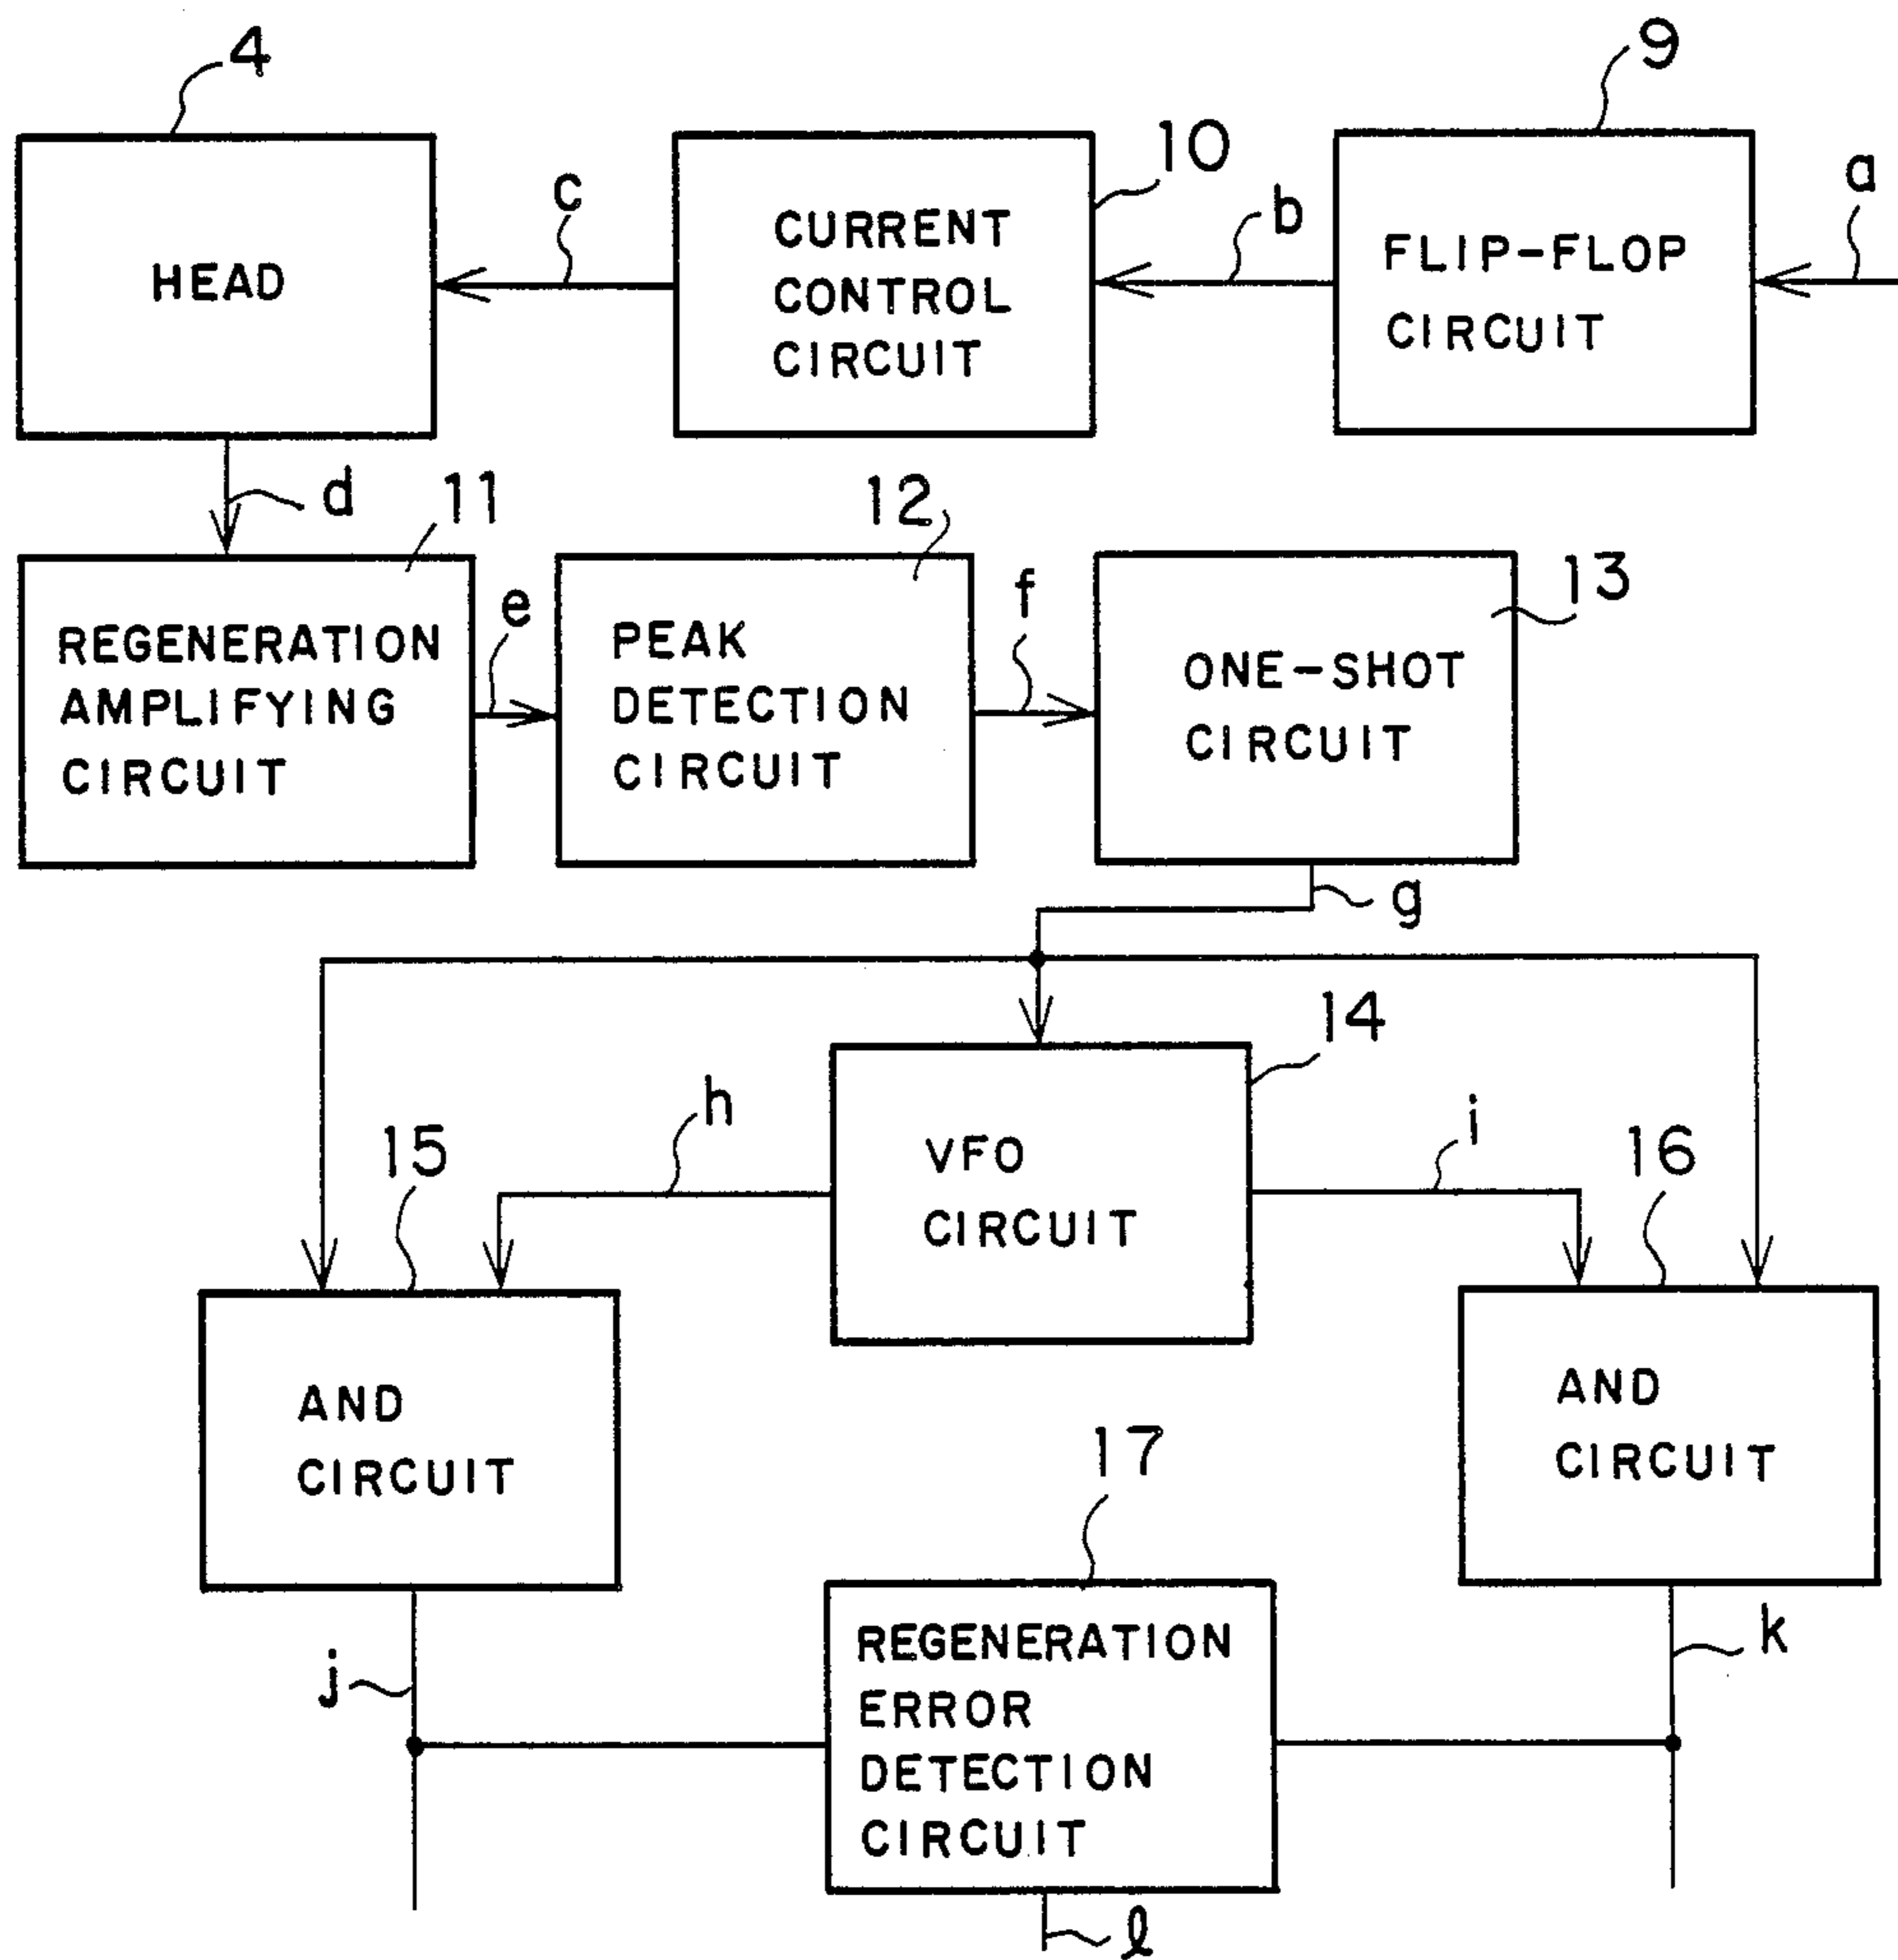 4
9
10
a
HEAD
c
CURRENT
CONTROL
CIRCUIT
b
FLIP-FLOP
CIRCUIT
d
11
12
13
REGENERATION
AMPLIFYING
CIRCUIT
e
PEAK
DETECTION
CIRCUIT
f
ONE-SHOT
CIRCUIT
g
14
h
VFO
CIRCUIT
i
15
16
AND
CIRCUIT
AND
CIRCUIT
17
j
REGENERATION
ERROR
DETECTION
CIRCUIT
k
ℓ